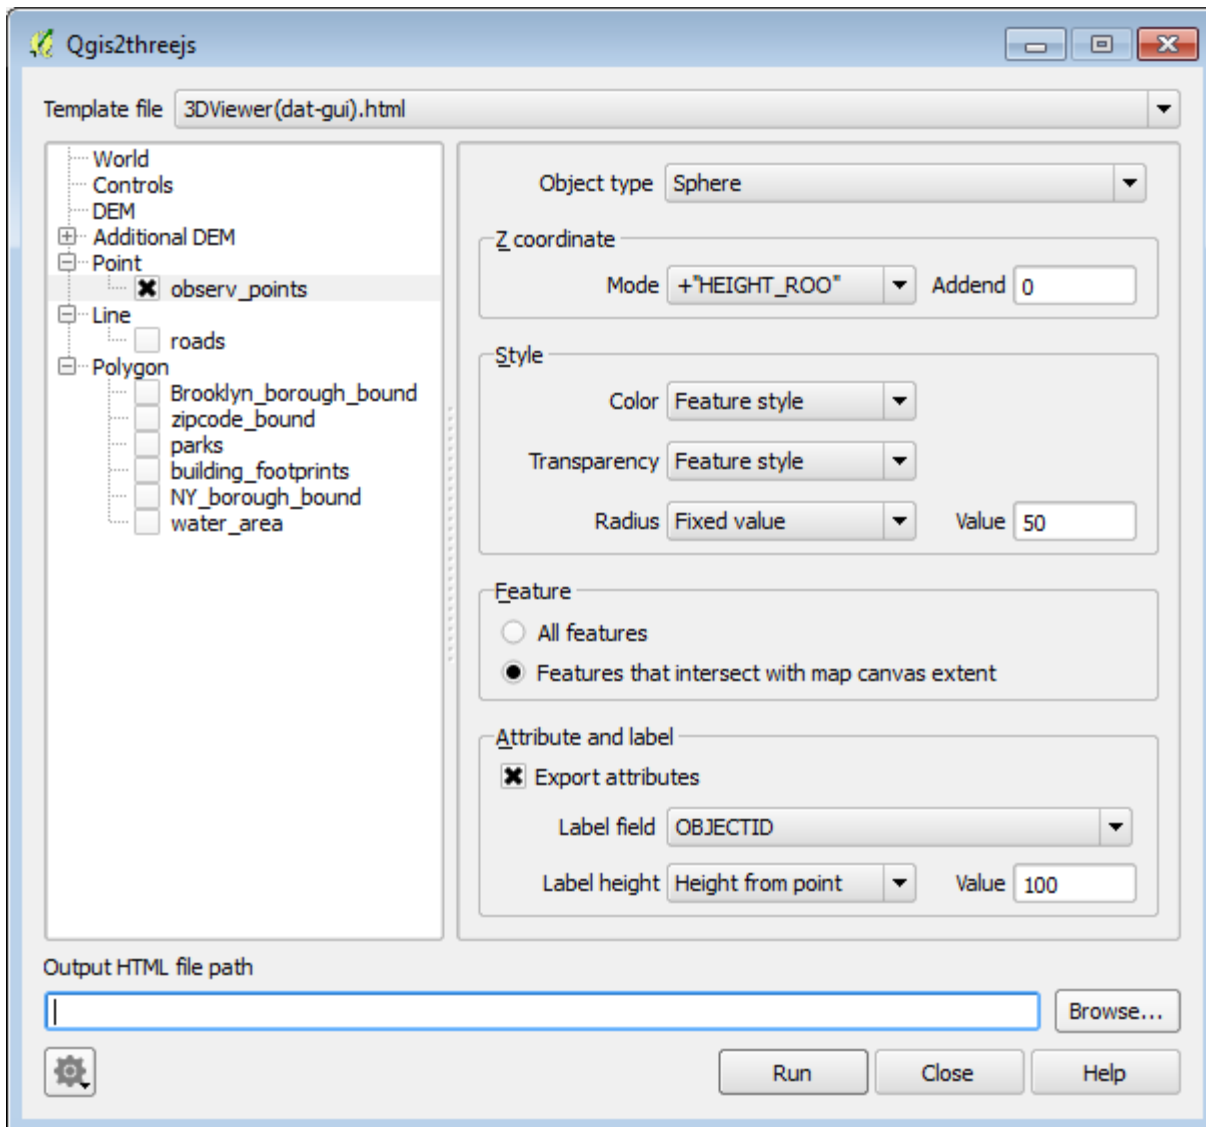 Qgis2threejs
Template file 3DViewer(dat-gui).html
World
Controls
DEM
Additional DEM
Point
observ_points
Line
roads
Polygon
Brooklyn_borough_bound
zipcode_bound
parks
building_footprints
NY_borough_bound
water_area
Object type Sphere
Z coordinate
Mode +"HEIGHT_ROO" Addend 0
Style
Color Feature style
Transparency Feature style
Radius Fixed value Value 50
Feature
All features
Features that intersect with map canvas extent
Attribute and label
Export attributes
Label field OBJECTID
Label height Height from point Value 100
Output HTML file path
Browse...
Run Close Help